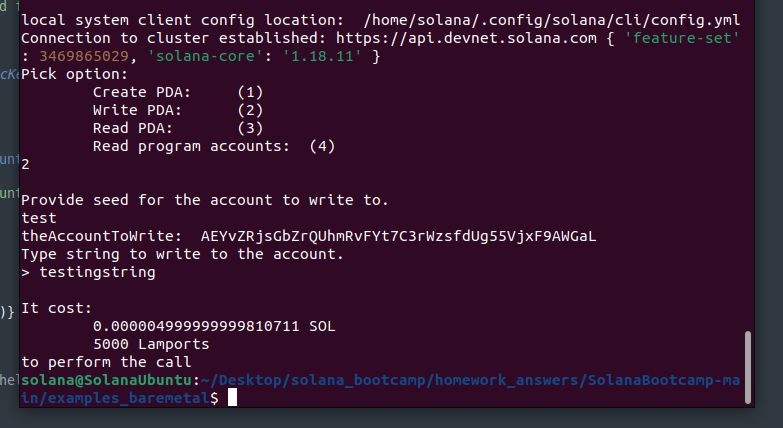 local system client config location:  /home/solana/.config/solana/cli/config.yml
Connection to cluster established: https://api.devnet.solana.com { 'feature-set'
: 3469865029, 'solana-core': '1.18.11' }
Pick option:
Create PDA:      (1)
Write PDA:       (2)
Read PDA:        (3)
Read program accounts:  (4)
2
Provide seed for the account to write to.
test
theAccountToWrite:  AEYvZRjsGbZrQUhmRvFYt7C3rWzsfdUg55VjxF9AWGaL
Type string to write to the account.
> testingstring
It cost:
0.000004999999999810711 SOL
5000 Lamports
to perform the call
solana@SolanaUbuntu:~/Desktop/solana_bootcamp/homework_answers/SolanaBootcamp-ma
in/examples_baremetal$